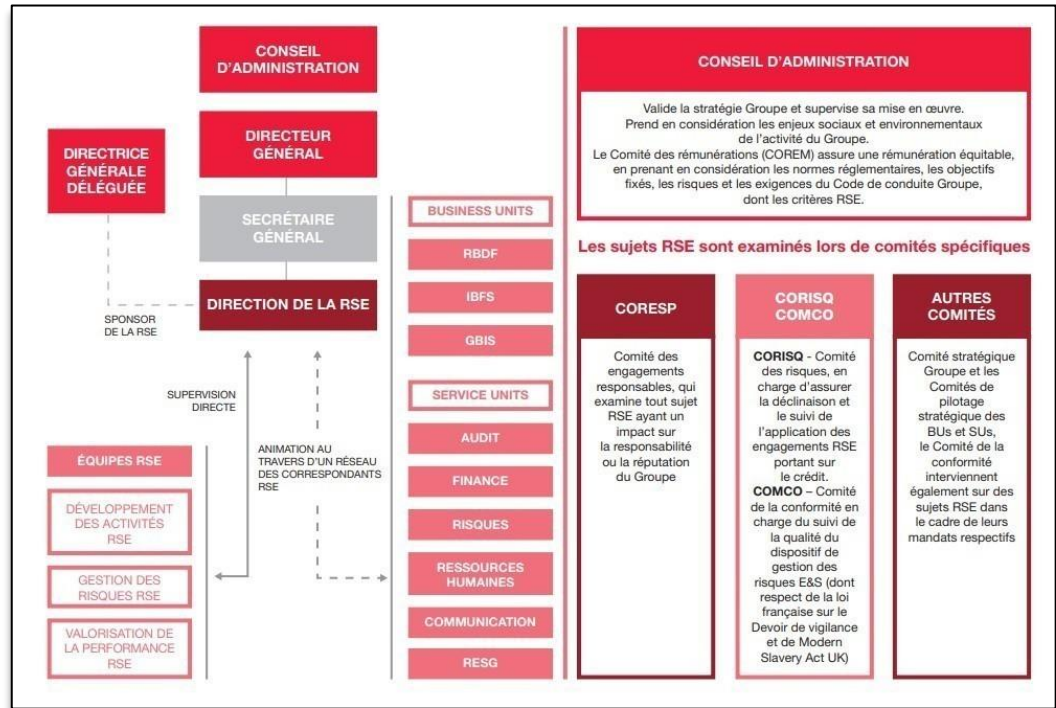 CONSEIL
D'ADMINISTRATION
DIRECTEUR
GÉNÉRAL
DIRECTRICE
GÉNÉRALE
DÉLÉGUÉE
SECRÉTAIRE
GÉNÉRAL
DIRECTION DE LA RSE
SPONSOR
DE LA RSE
SUPERVISION
DIRECTE
ANIMATION AU
TRAVERS D'UN RÉSEAU
DES CORRESPONDANTS
RSE
ÉQUIPES RSE
DÉVELOPPEMENT
DES ACTIVITÉS
RSE
GESTION DES
RISQUES RSE
VALORISATION DE
LA PERFORMANCE
RSE
BUSINESS UNITS
RBDF
IBFS
GBIS
SERVICE UNITS
AUDIT
FINANCE
RISQUES
RESSOURCES
HUMAINES
COMMUNICATION
RESG
CONSEIL D'ADMINISTRATION
Valide la stratégie Groupe et supervise sa mise en œuvre.
Prend en considération les enjeux sociaux et environnementaux
de l'activité du Groupe.
Le Comité des rémunérations (COREM) assure une rémunération équitable,
en prenant en considération les normes réglementaires, les objectifs
fixés, les risques et les exigences du Code de conduite Groupe,
dont les critères RSE.
Les sujets RSE sont examinés lors de comités spécifiques
CORESP
Comité des
engagements
responsables, qui
examine tout sujet
RSE ayant un
impact sur
la responsabilité
ou la réputation
du Groupe
CORISQ
COMCO
CORISQ - Comité
des risques, en
charge d'assurer
la déclinaison et
le suivi de
l'application des
engagements RSE
portant sur
le crédit.
COMCO – Comité
de la conformité en
charge du suivi de
la qualité du
dispositif de
gestion des
risques E&S (dont
respect de la loi
française sur le
Devoir de vigilance
et de Modern
Slavery Act UK)
AUTRES
COMITÉS
Comité stratégique
Groupe et les
Comités de
pilotage
stratégique des
BUs et SUs,
le Comité de la
conformité
interviennent
également sur des
sujets RSE dans
le cadre de leurs
mandats respectifs